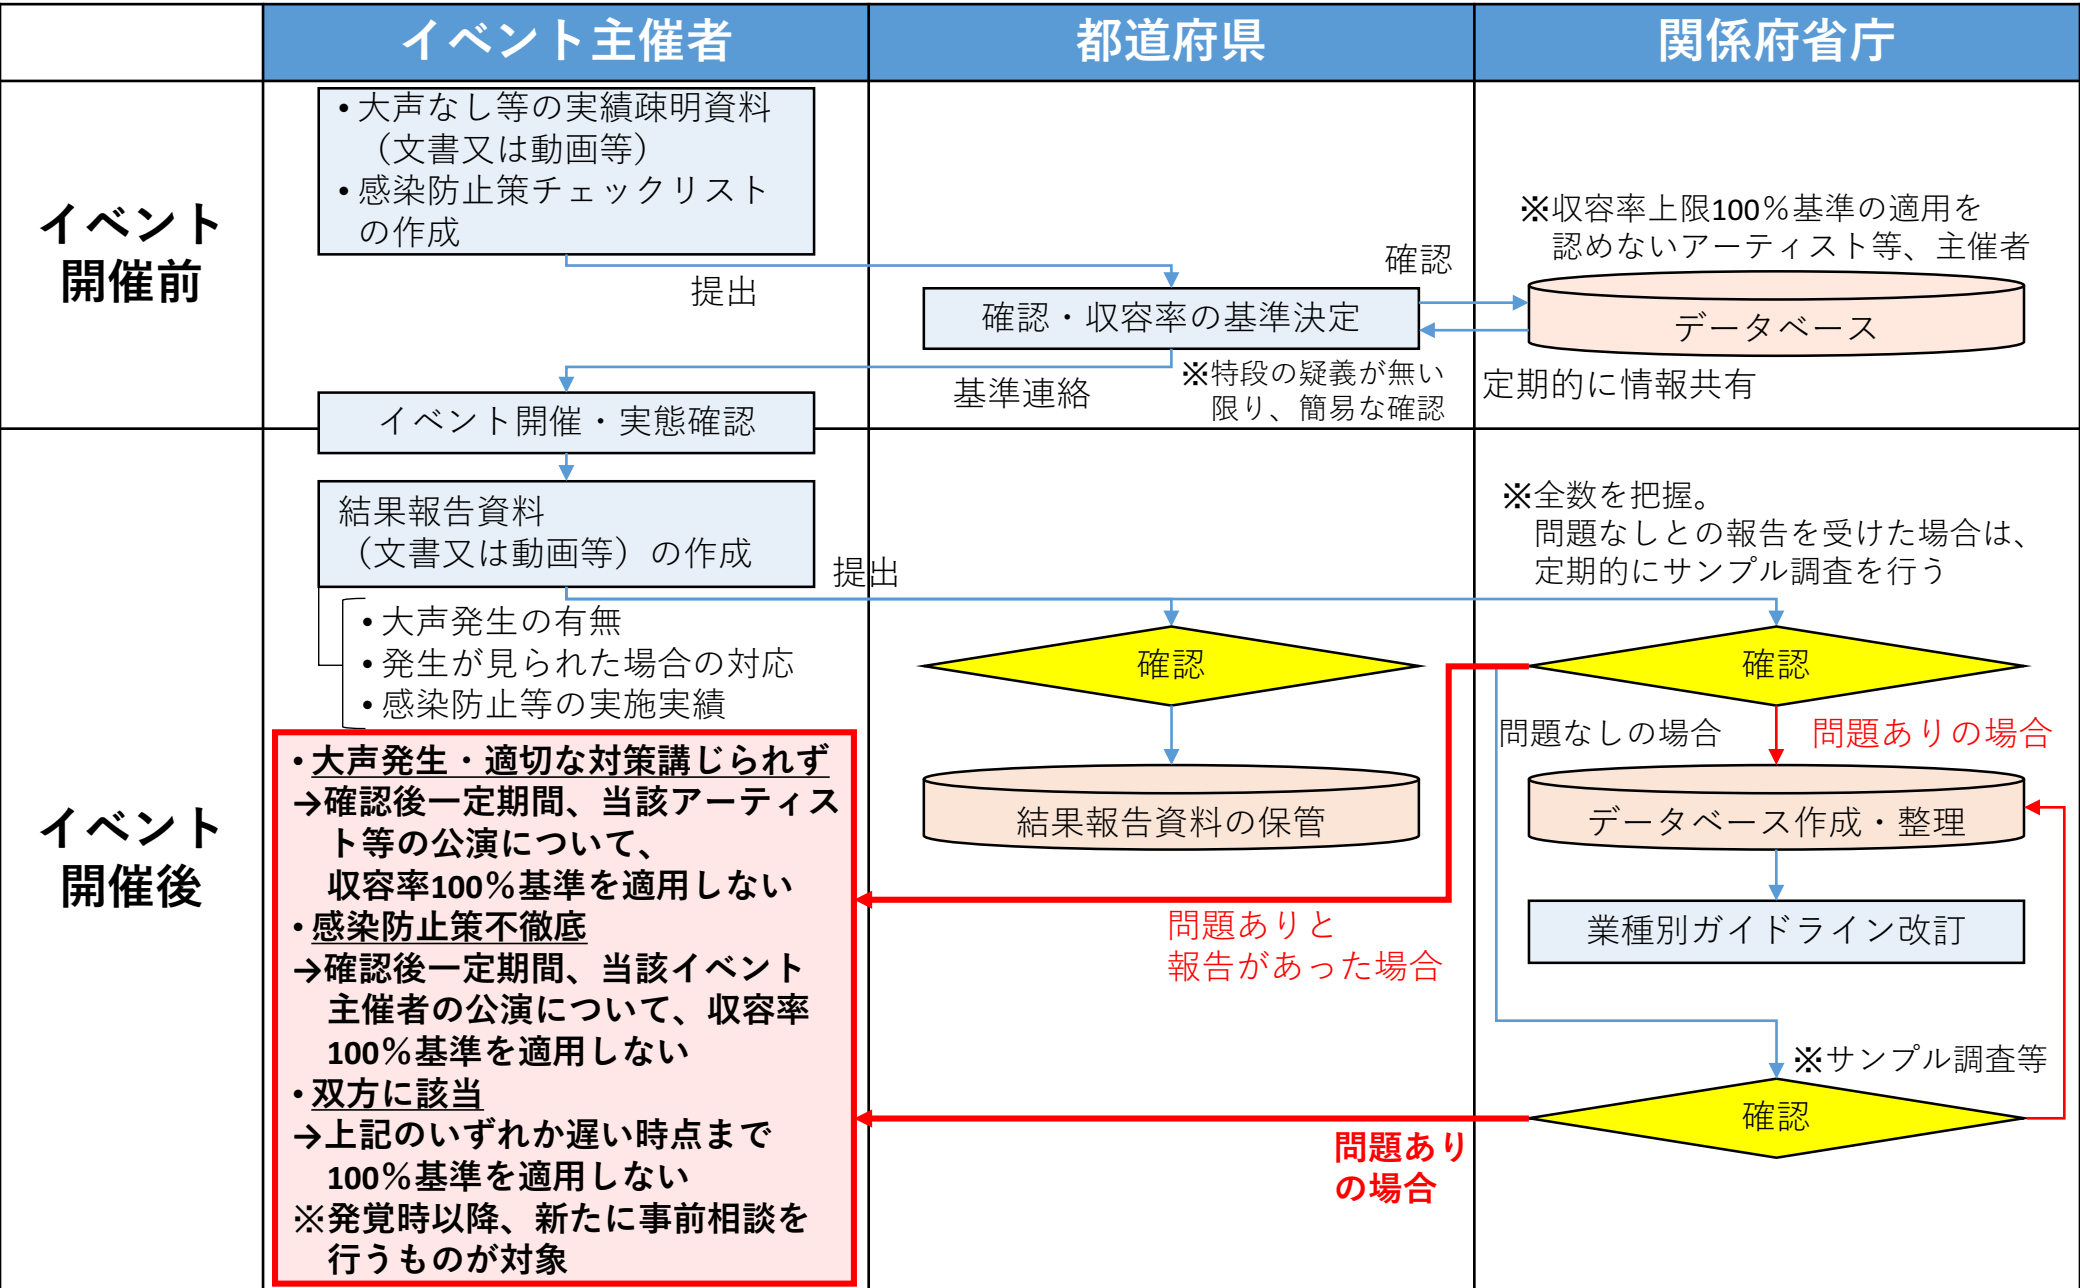 イベント主催者
都道府県
関係府省庁
イベント
開催前
• 大声なし等の実績疎明資料
（文書又は動画等）
• 感染防止策チェックリスト
の作成
提出
確認・収容率の基準決定
確認
※収容率上限100％基準の適用を
認めないアーティスト等、主催者
データベース
定期的に情報共有
※特段の疑義が無い
限り、簡易な確認
基準連絡
イベント開催・実態確認
イベント
開催後
結果報告資料
（文書又は動画等）の作成
提出
• 大声発生の有無
• 発生が見られた場合の対応
• 感染防止等の実施実績
• 大声発生・適切な対策講じられず
→確認後一定期間、当該アーティス
ト等の公演について、
収容率100％基準を適用しない
• 感染防止策不徹底
→確認後一定期間、当該イベント
主催者の公演について、収容率
100％基準を適用しない
• 双方に該当
→上記のいずれか遅い時点まで
100％基準を適用しない
※発覚時以降、新たに事前相談を
行うものが対象
確認
結果報告資料の保管
問題ありと
報告があった場合
問題あり
の場合
※全数を把握。
問題なしとの報告を受けた場合は、
定期的にサンプル調査を行う
確認
問題なしの場合
問題ありの場合
データベース作成・整理
業種別ガイドライン改訂
※サンプル調査等
確認